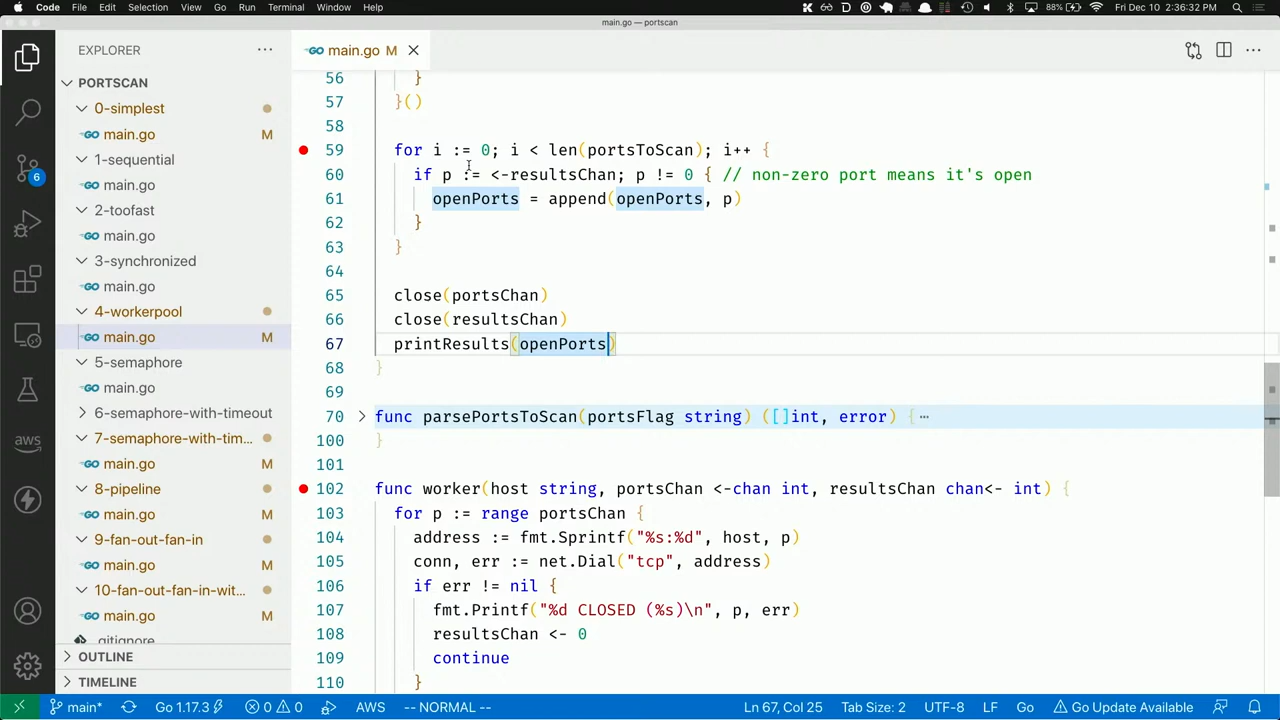 Code File Edit Selection View Go Run Terminal Window Help 88% Fri Dec 10 2:36:32 PM
main.go — portscan
EXPLORER
main.go M
PORTSCAN
0-simplest
main.go M
1-sequential
main.go
2-toofast
main.go
3-synchronized
main.go
4-workerpool
main.go M
5-semaphore
main.go
6-semaphore-with-timeout
7-semaphore-with-tim...
main.go M
8-pipeline
main.go M
9-fan-out-fan-in
main.go M
10-fan-out-fan-in-wit...
main.go M
.gitignore
OUTLINE
TIMELINE
6
aws
56 }
57 }()
58
59 for i := 0; i < len(portsToScan); i++ {
60 if p := <-resultsChan; p != 0 { // non-zero port means it's open
61 openPorts = append(openPorts, p)
62 }
63 }
64
65 close(portsChan)
66 close(resultsChan)
67 printResults(openPorts)
68 }
69
70 func parsePortsToScan(portsFlag string) ([]int, error) { ⋯
100 }
101
102 func worker(host string, portsChan <-chan int, resultsChan chan<- int) {
103 for p := range portsChan {
104 address := fmt.Sprintf("%s:%d", host, p)
105 conn, err := net.Dial("tcp", address)
106 if err != nil {
107 fmt.Printf("%d CLOSED (%s)\n", p, err)
108 resultsChan <- 0
109 continue
110 }
main* Go 1.17.3 0 0 AWS -- NORMAL -- Ln 67, Col 25 Tab Size: 2 UTF-8 LF Go Go Update Available